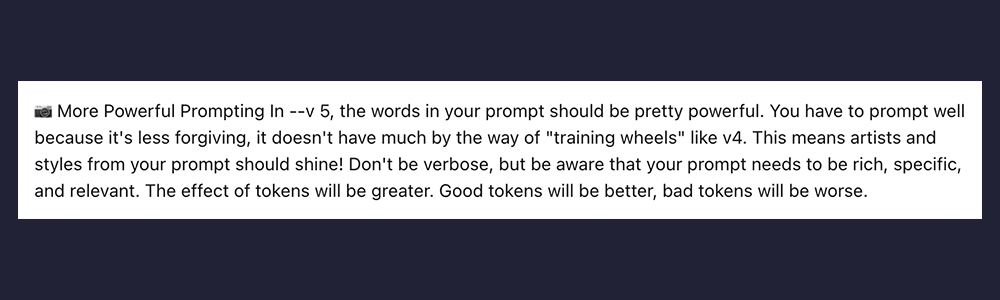 📷 More Powerful Prompting In --v 5, the words in your prompt should be pretty powerful. You have to prompt well
because it's less forgiving, it doesn't have much by the way of "training wheels" like v4. This means artists and
styles from your prompt should shine! Don't be verbose, but be aware that your prompt needs to be rich, specific,
and relevant. The effect of tokens will be greater. Good tokens will be better, bad tokens will be worse.